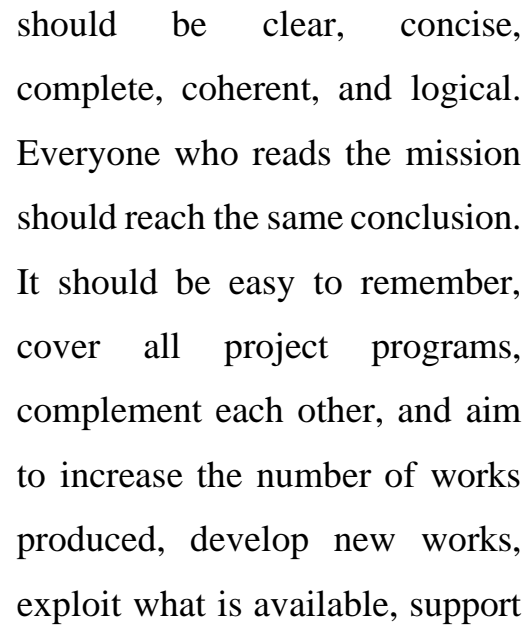 should be clear, concise,
complete, coherent, and logical.
Everyone who reads the mission
should reach the same conclusion.
It should be easy to remember,
cover all project programs,
complement each other, and aim
to increase the number of works
produced, develop new works,
exploit what is available, support